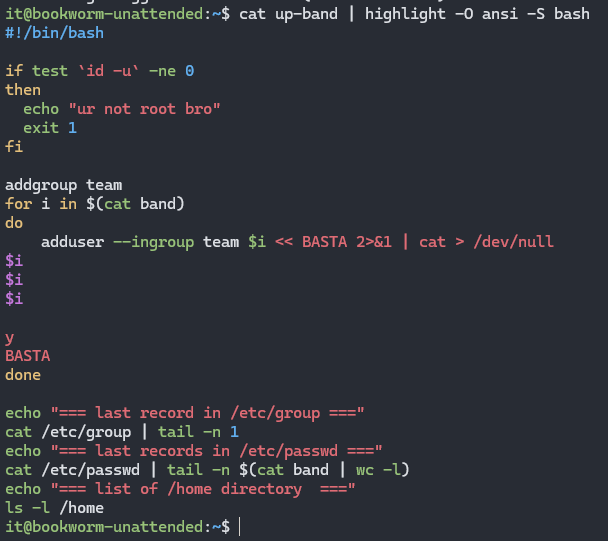 it@bookworm-unattended:~$ cat up-band | highlight -O ansi -S bash
#!/bin/bash

if test `id -u` -ne 0
then
  echo "ur not root bro"
  exit 1
fi

addgroup team
for i in $(cat band)
do
    adduser --ingroup team $i << BASTA 2>&1 | cat > /dev/null
$i
$i
$i

y
BASTA
done

echo "=== last record in /etc/group ==="
cat /etc/group | tail -n 1
echo "=== last records in /etc/passwd ==="
cat /etc/passwd | tail -n $(cat band | wc -l)
echo "=== list of /home directory  ==="
ls -l /home
it@bookworm-unattended:~$